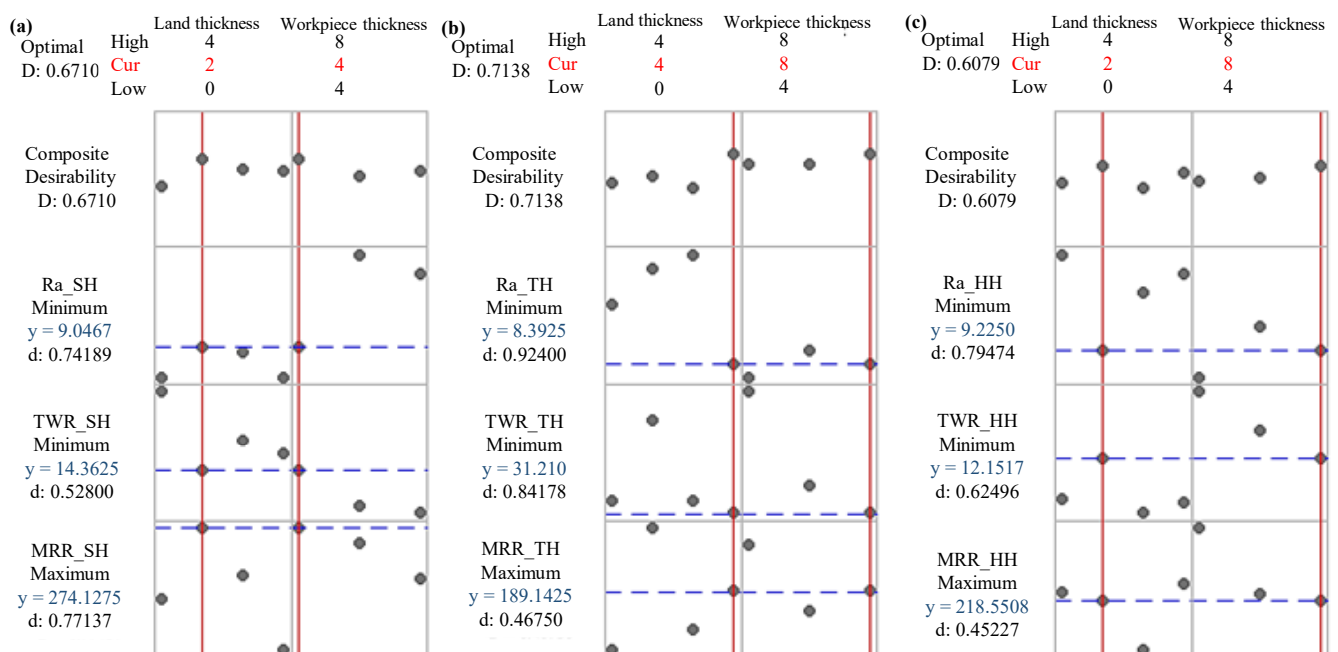 (a)
Land thickness Workpiece thickness
Optimal High 4 8
D: 0.6710 Cur 2 4
Low 0 4
Composite
Desirability
D: 0.6710
Ra_SH
Minimum
y = 9.0467
d: 0.74189
TWR_SH
Minimum
y = 14.3625
d: 0.52800
MRR_SH
Maximum
y = 274.1275
d: 0.77137
(b)
Land thickness Workpiece thickness
Optimal High 4 8
D: 0.7138 Cur 4 8
Low 0 4
Composite
Desirability
D: 0.7138
Ra_TH
Minimum
y = 8.3925
d: 0.92400
TWR_TH
Minimum
y = 31.210
d: 0.84178
MRR_TH
Maximum
y = 189.1425
d: 0.46750
(c)
Land thickness Workpiece thickness
Optimal High 4 8
D: 0.6079 Cur 2 8
Low 0 4
Composite
Desirability
D: 0.6079
Ra_HH
Minimum
y = 9.2250
d: 0.79474
TWR_HH
Minimum
y = 12.1517
d: 0.62496
MRR_HH
Maximum
y = 218.5508
d: 0.45227